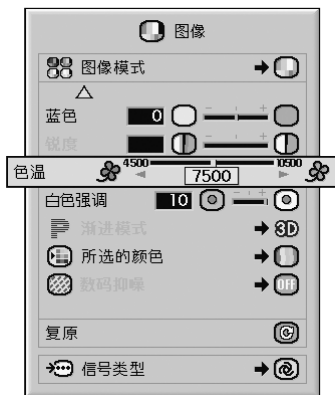 图像
图像模式
蓝色 0
锐度
色温 4500 7500 10500
白色强调 10
渐进模式 3D
所选的颜色
数码抑噪 OFF
复原
信号类型